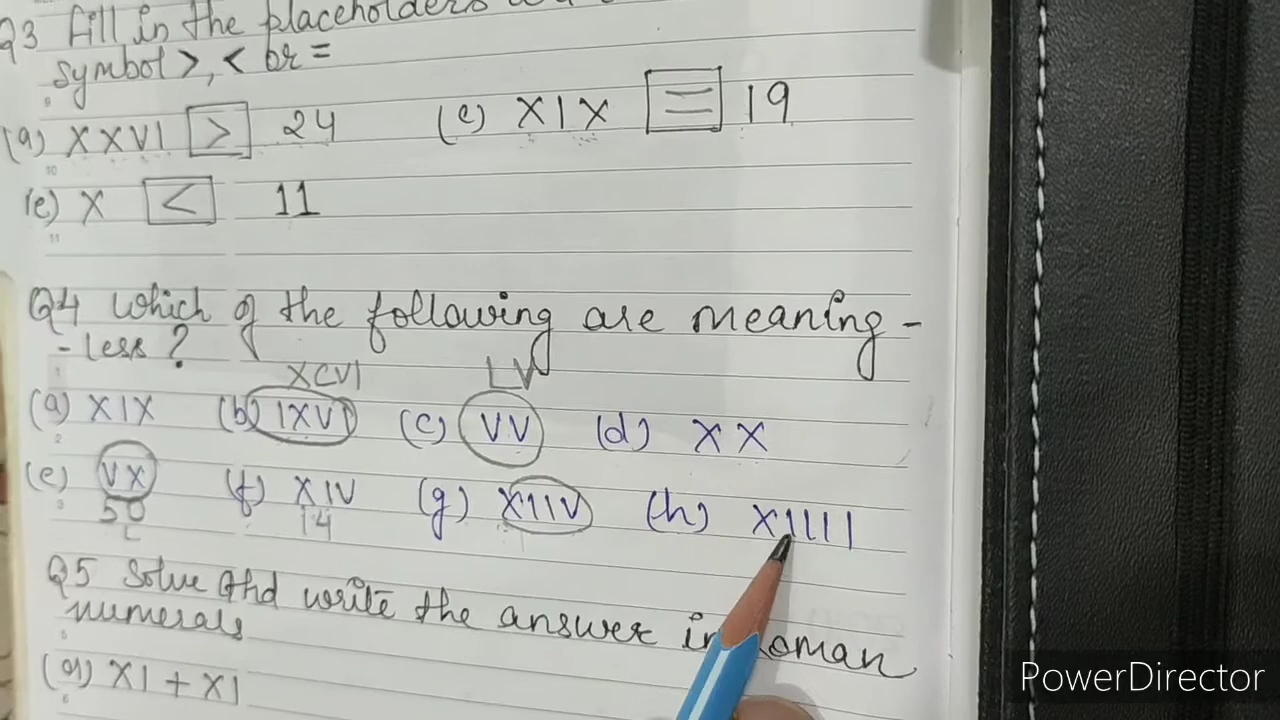 Q3 Fill in the placeholders
symbol >, < or =
(a) XXVI > 24 (c) XIX = 19
(e) X < 11
Q4 Which of the following are meaning-
-less?
XCVI LV
(a) XIX (b) IXVI (c) VV (d) XX
(e) VX (f) XIV (g) XIIV (h) XIIII
50 14
L
Q5 Solve and write the answer in Roman
numerals
(a) XI + XI
PowerDirector